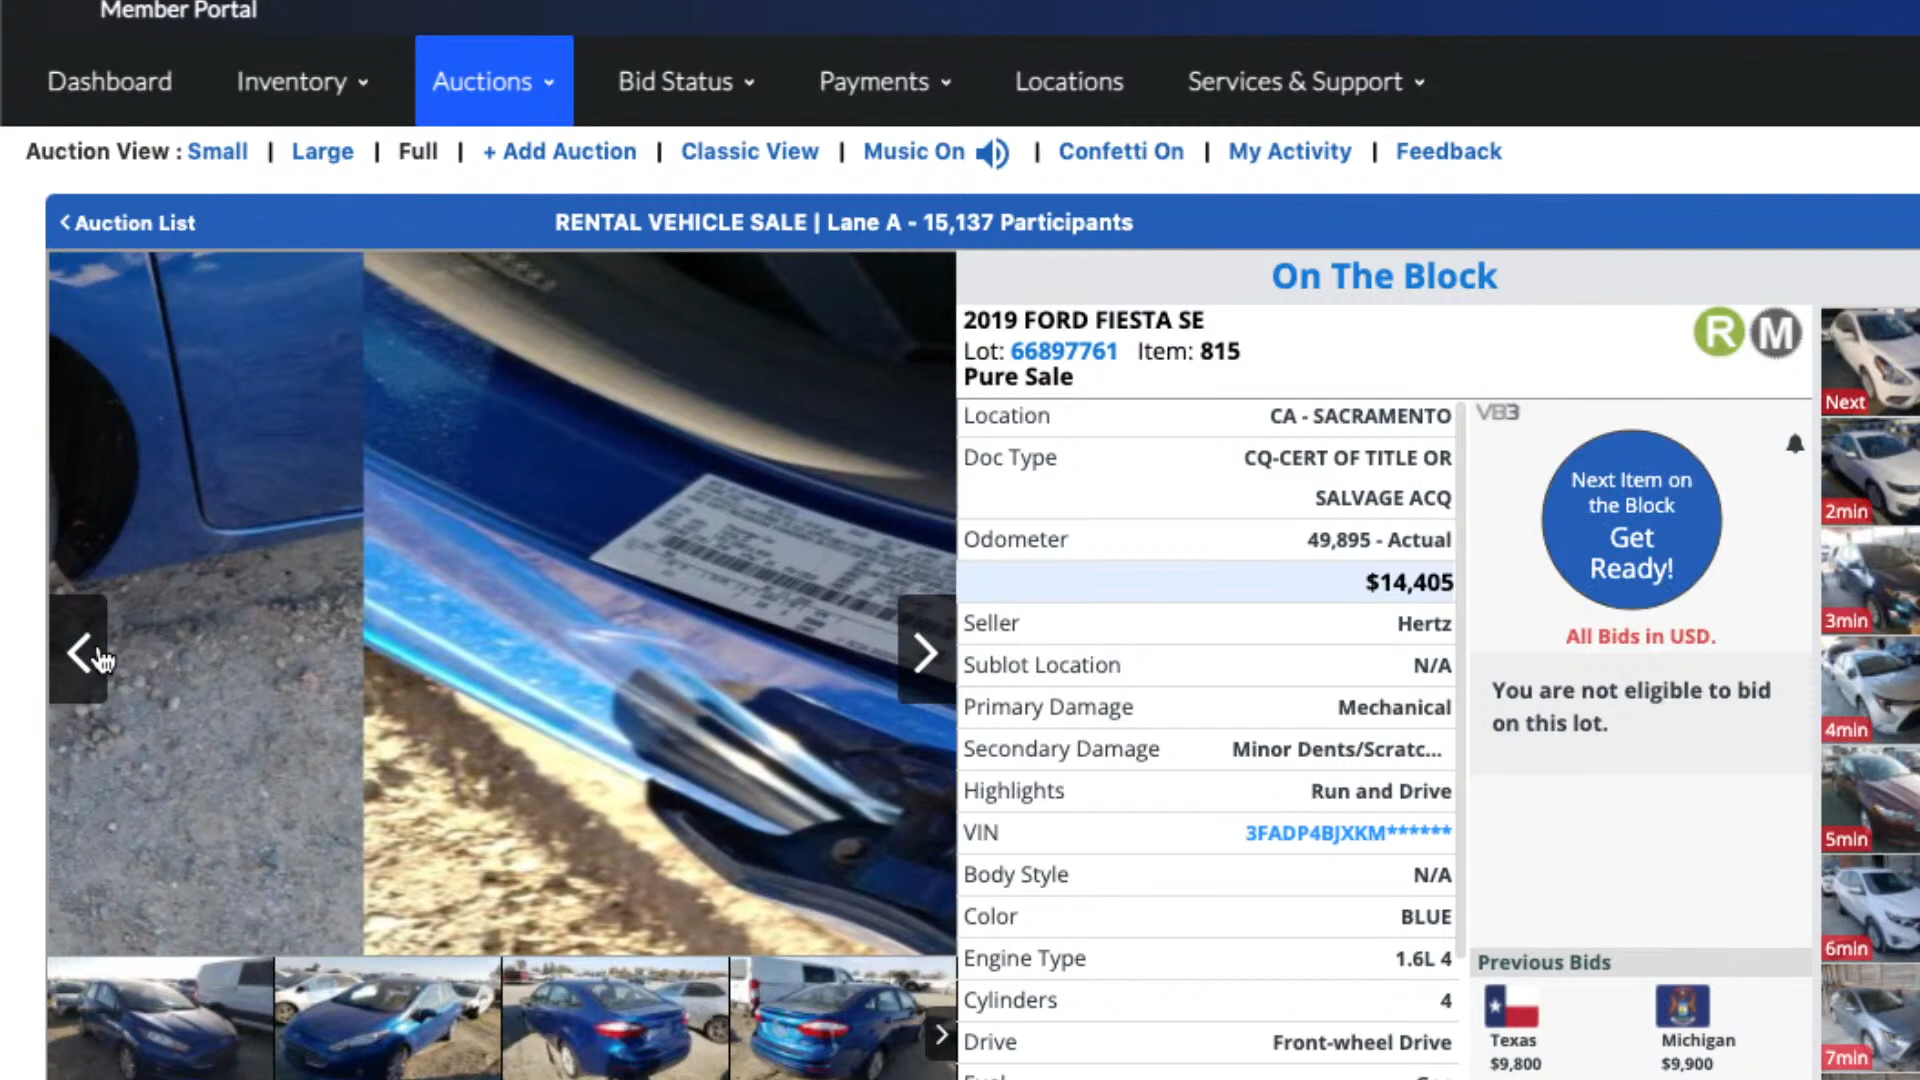 Member Portal
Dashboard Inventory Auctions Bid Status Payments Locations Services & Support
Auction View : Small | Large | Full | + Add Auction | Classic View | Music On | Confetti On | My Activity | Feedback
Auction List RENTAL VEHICLE SALE | Lane A - 15,137 Participants
On The Block
2019 FORD FIESTA SE
Lot: 66897761 Item: 815
Pure Sale
R M
Location CA - SACRAMENTO
Doc Type CQ-CERT OF TITLE OR
SALVAGE ACQ
Odometer 49,895 - Actual
$14,405
Seller Hertz
Sublot Location N/A
Primary Damage Mechanical
Secondary Damage Minor Dents/Scratc...
Highlights Run and Drive
VIN 3FADP4BJXKM******
Body Style N/A
Color BLUE
Engine Type 1.6L 4
Cylinders 4
Drive Front-wheel Drive
VB3
Next Item on
the Block
Get
Ready!
All Bids in USD.
You are not eligible to bid
on this lot.
Previous Bids
Texas
$9,800
Michigan
$9,900
Next
2min
3min
4min
5min
6min
7min